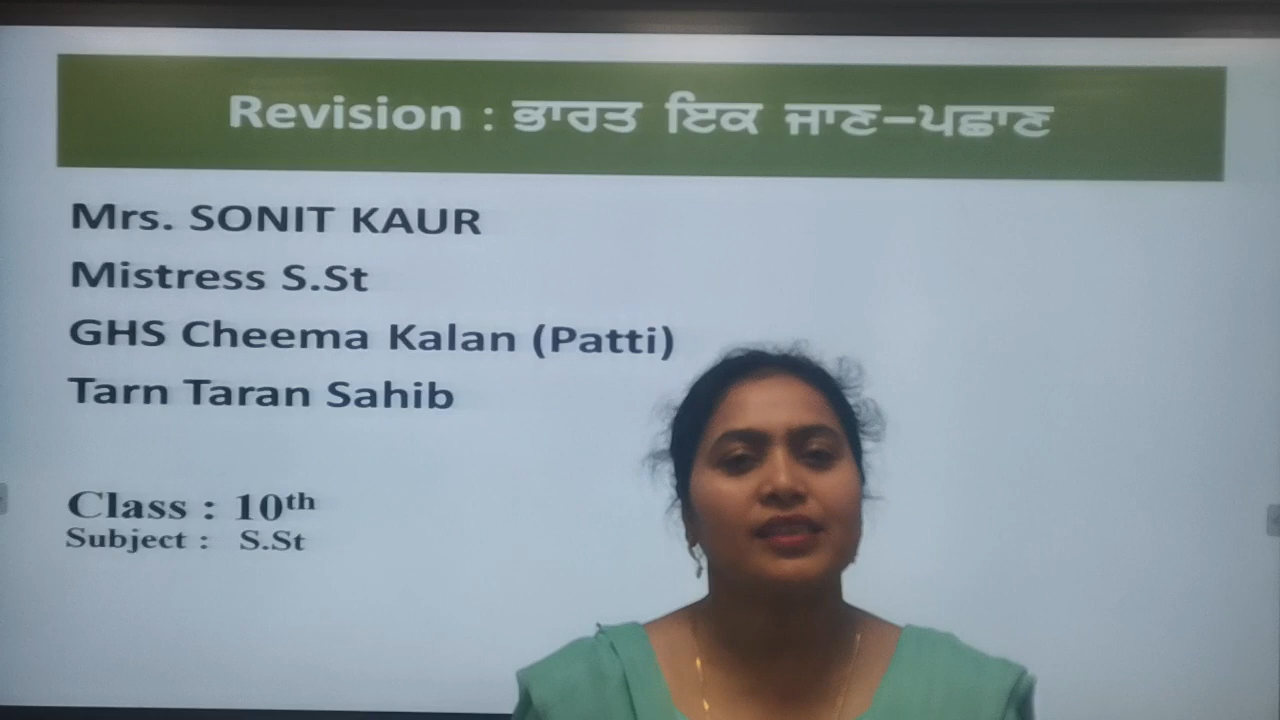 Revision : ਭਾਰਤ ਇਕ ਜਾਣ-ਪਛਾਣ
Mrs. SONIT KAUR
Mistress S.St
GHS Cheema Kalan (Patti)
Tarn Taran Sahib
Class : 10th
Subject : S.St